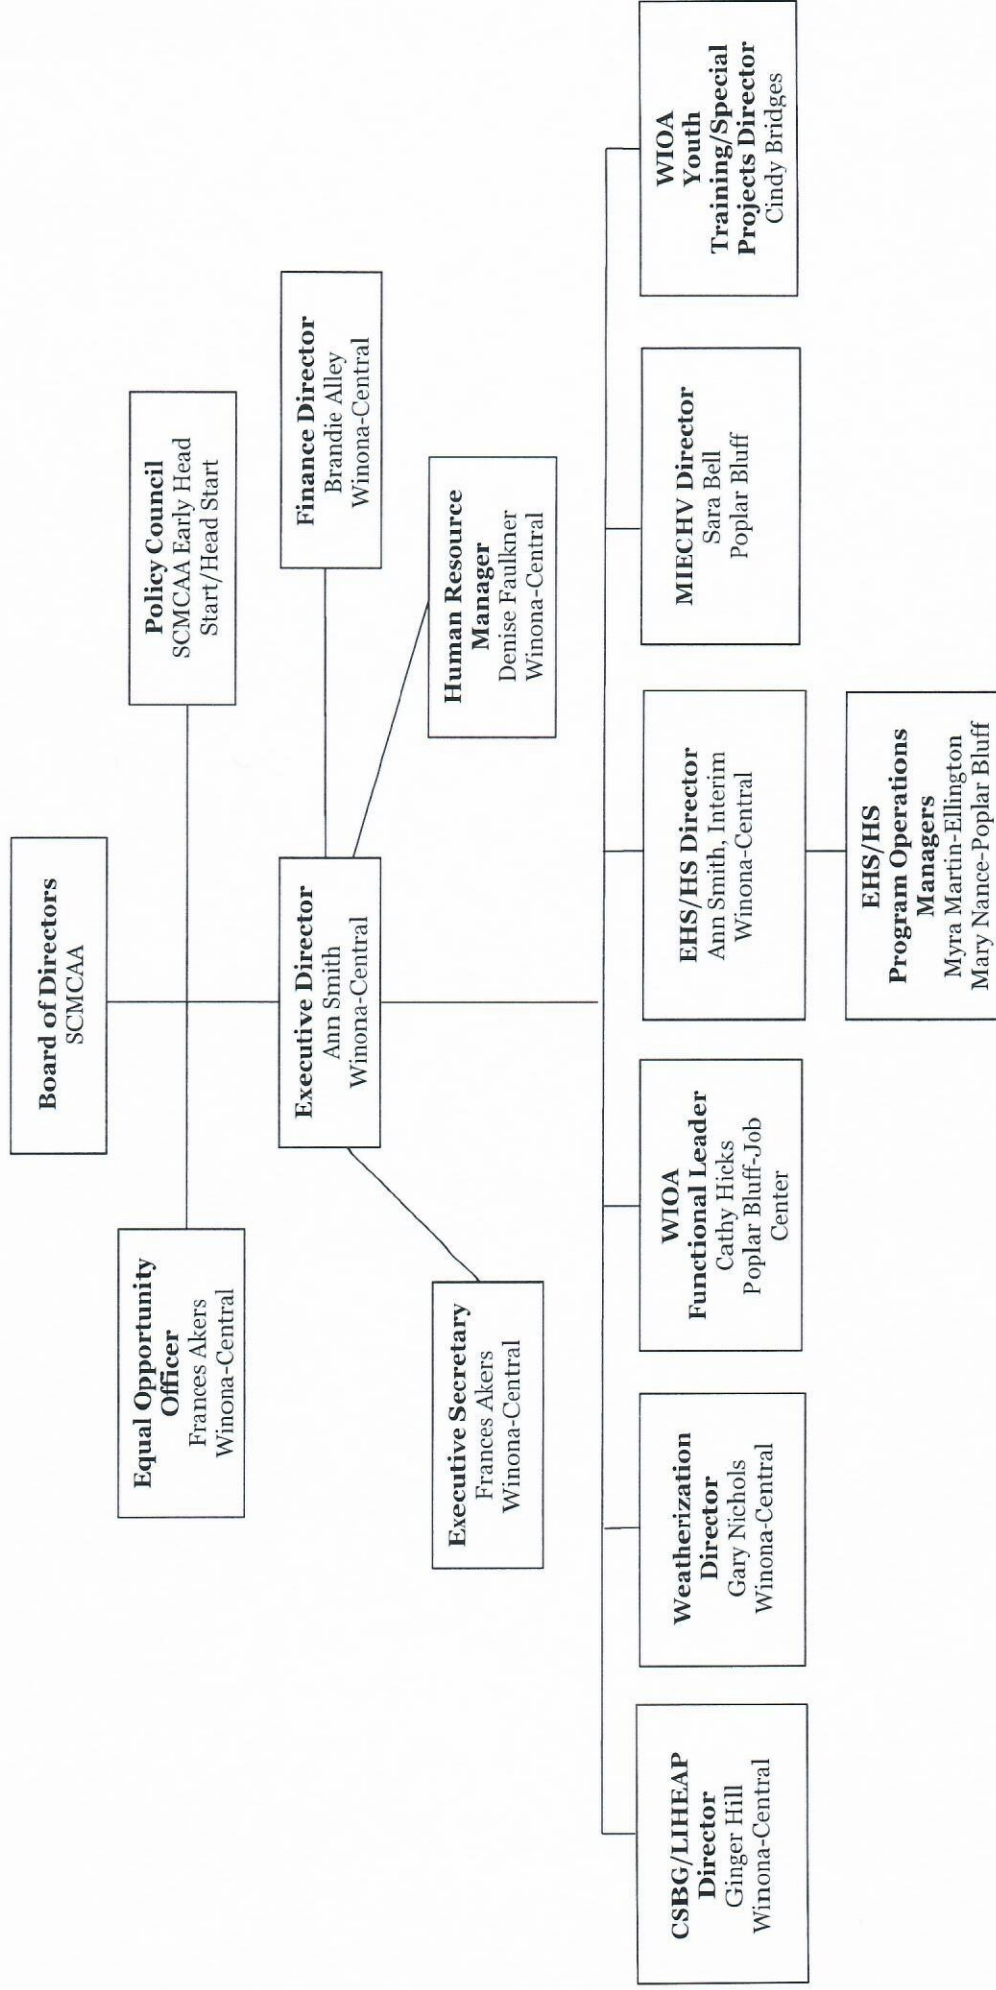 Board of Directors
SCMCAA
Equal Opportunity
Officer
Frances Akers
Winona-Central
Policy Council
SCMCAA Early Head
Start/Head Start
Executive Director
Ann Smith
Winona-Central
Finance Director
Brandie Alley
Winona-Central
Executive Secretary
Frances Akers
Winona-Central
Human Resource
Manager
Denise Faulkner
Winona-Central
CSBG/LIHEAP
Director
Ginger Hill
Winona-Central
Weatherization
Director
Gary Nichols
Winona-Central
WIOA
Functional Leader
Cathy Hicks
Poplar Bluff-Job
Center
EHS/HS Director
Ann Smith, Interim
Winona-Central
MIECHV Director
Sara Bell
Poplar Bluff
WIOA
Youth
Training/Special
Projects Director
Cindy Bridges
EHS/HS
Program Operations
Managers
Myra Martin-Ellington
Mary Nance-Poplar Bluff